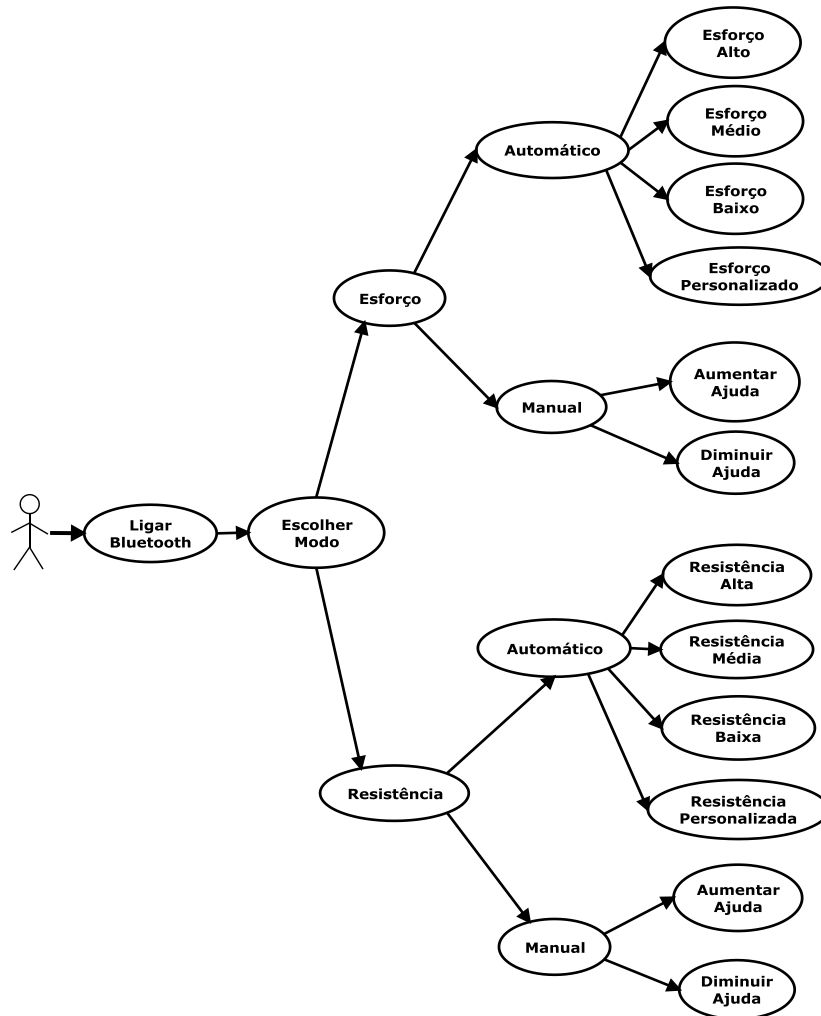 Esforço
Alto
Esforço
Médio
Automático
Esforço
Baixo
Esforço
Personalizado
Esforço
Aumentar
Ajuda
Manual
Diminuir
Ajuda
Ligar
Bluetooth
Escolher
Modo
Resistência
Alta
Automático
Resistência
Média
Resistência
Baixa
Resistência
Resistência
Personalizada
Aumentar
Ajuda
Manual
Diminuir
Ajuda